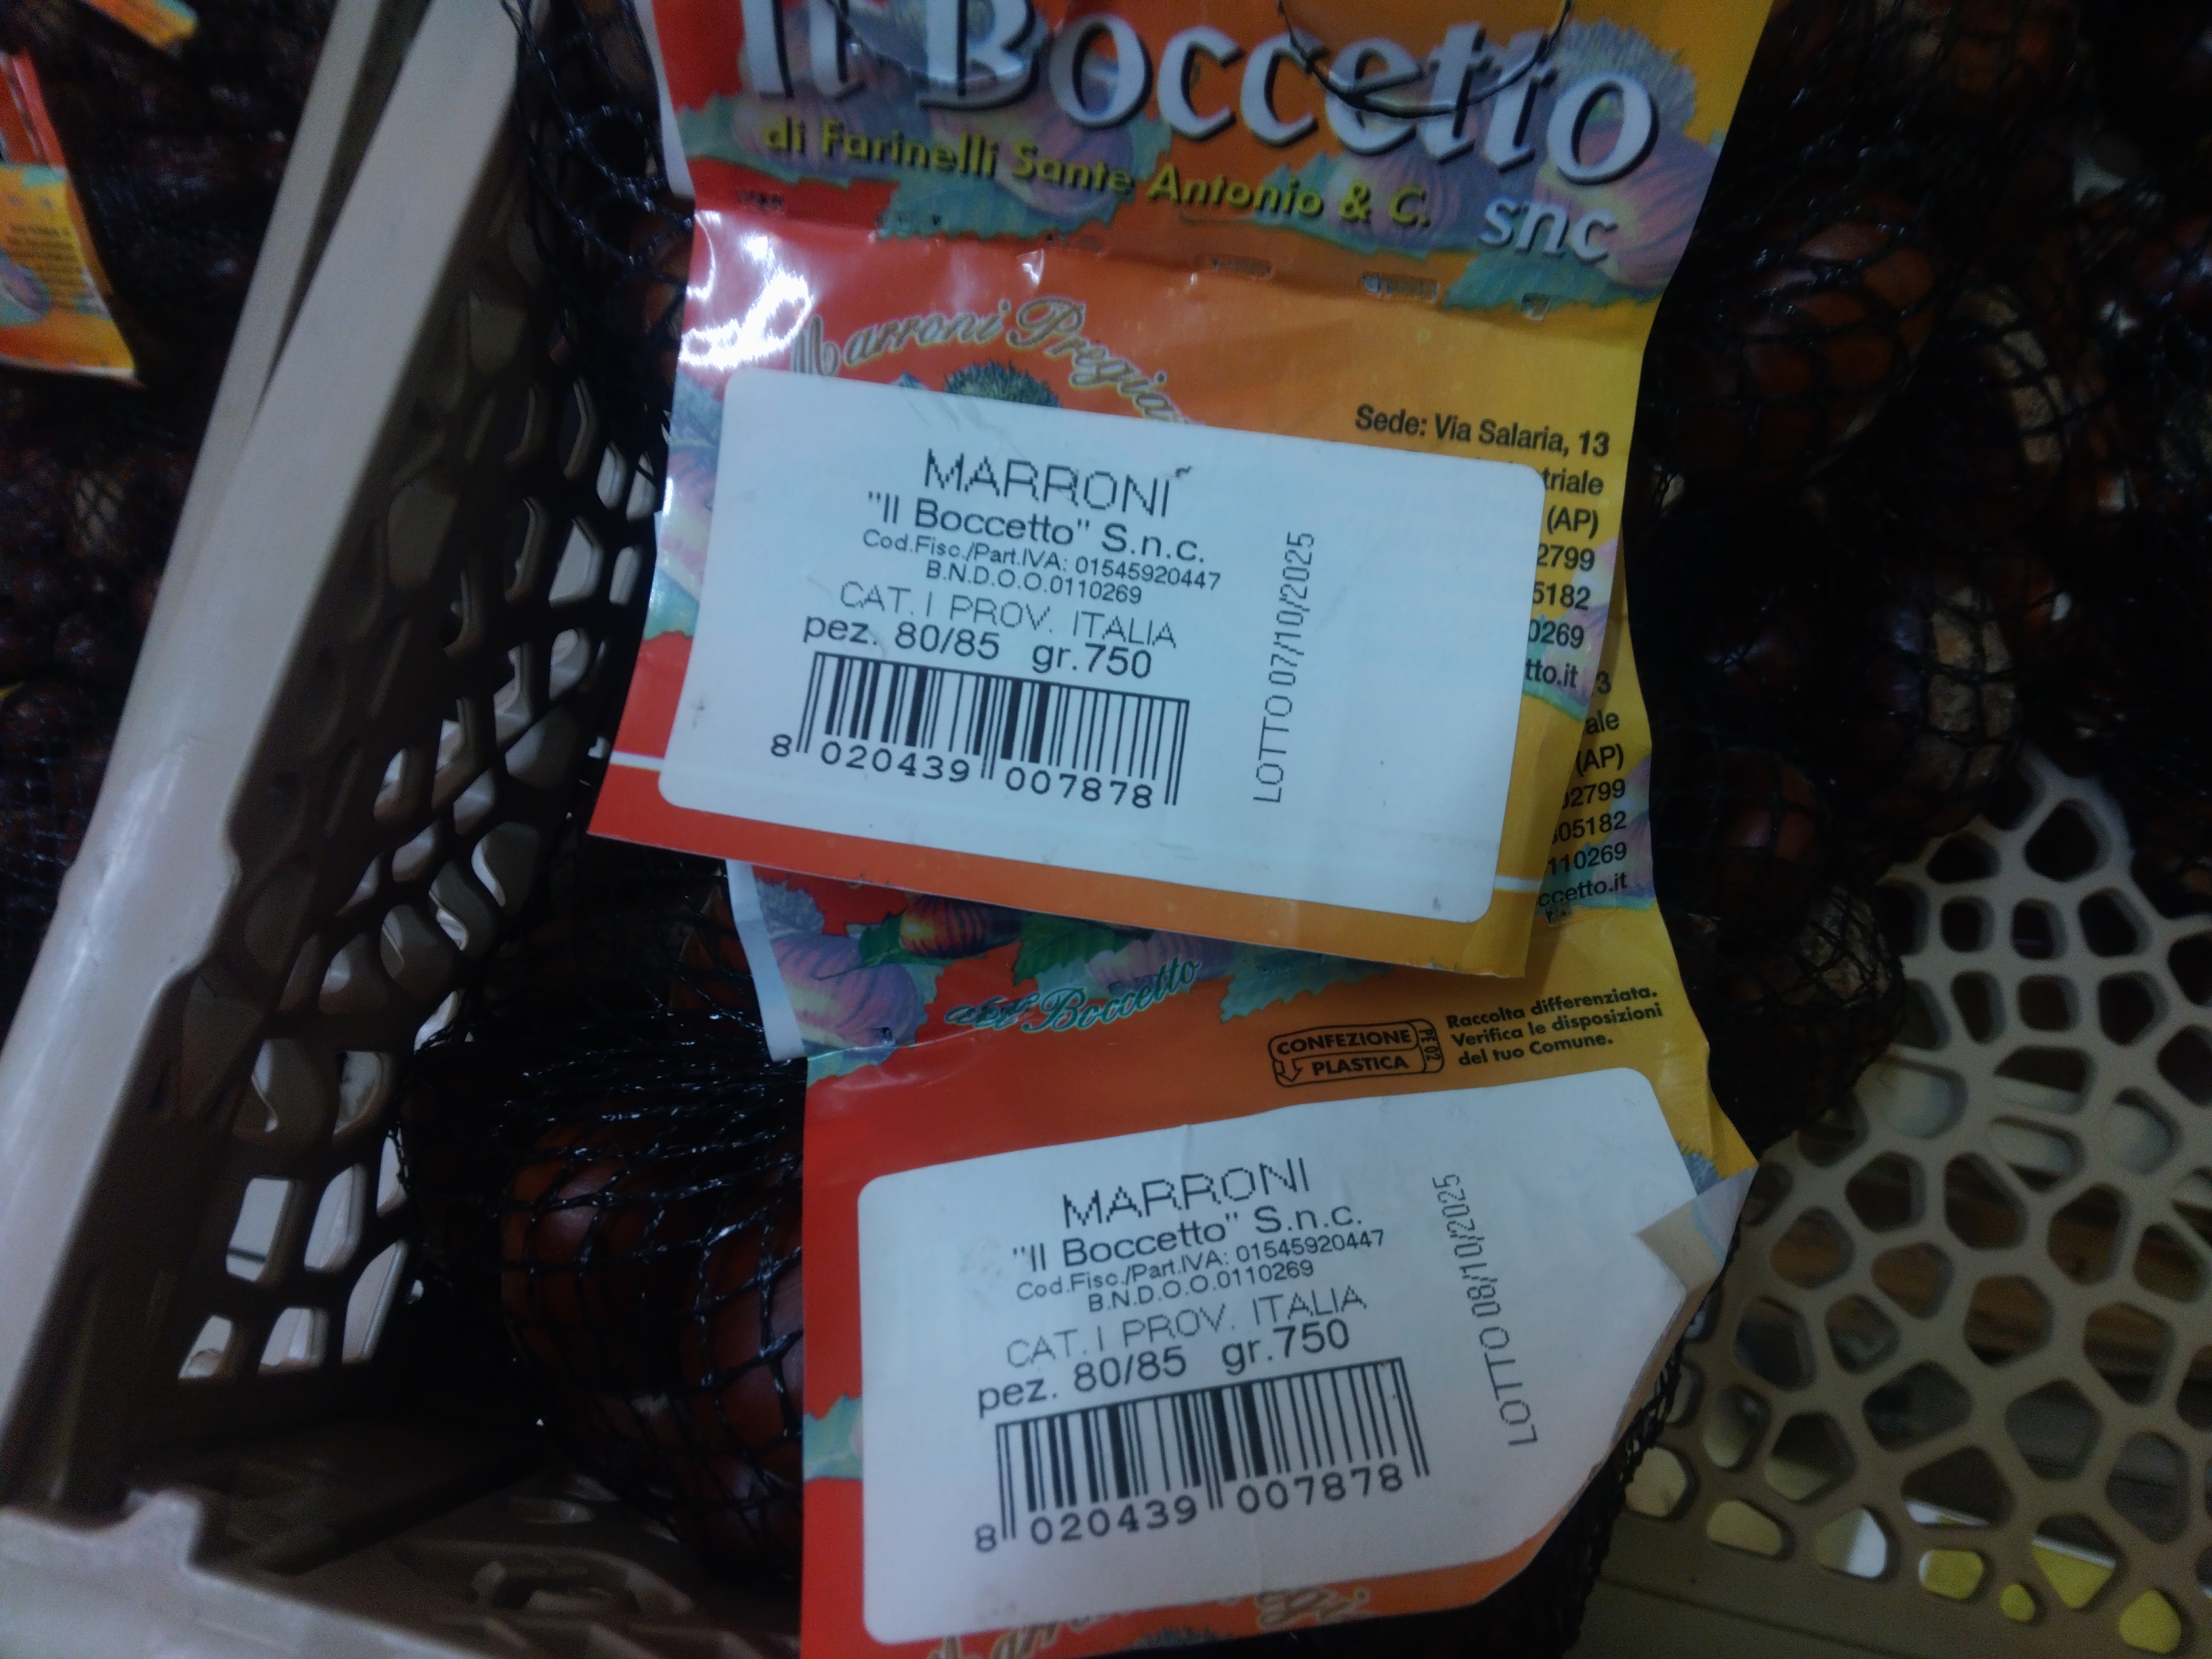 Il Boccetto
di Farinelli Sante Antonio & C. snc
Marroni
Sede: Via Salaria, 13
(AP)
MARRONI
"Il Boccetto" S.n.c.
Cod.Fisc./Part.IVA: 01545920447
B.N.D.O.O.0110269
CAT. I PROV. ITALIA
pez. 80/85 gr.750
8 020439 007878
LOTTO 07/10/2025
(AP)
Boccetto
CONFEZIONE
PLASTICA
PE 02
Raccolta differenziata.
Verifica le disposizioni
del tuo Comune.
MARRONI
"Il Boccetto" S.n.c.
Cod.Fisc./Part.IVA: 01545920447
B.N.D.O.O.0110269
CAT. I PROV. ITALIA
pez. 80/85 gr.750
8 020439 007878
LOTTO 08/10/2025